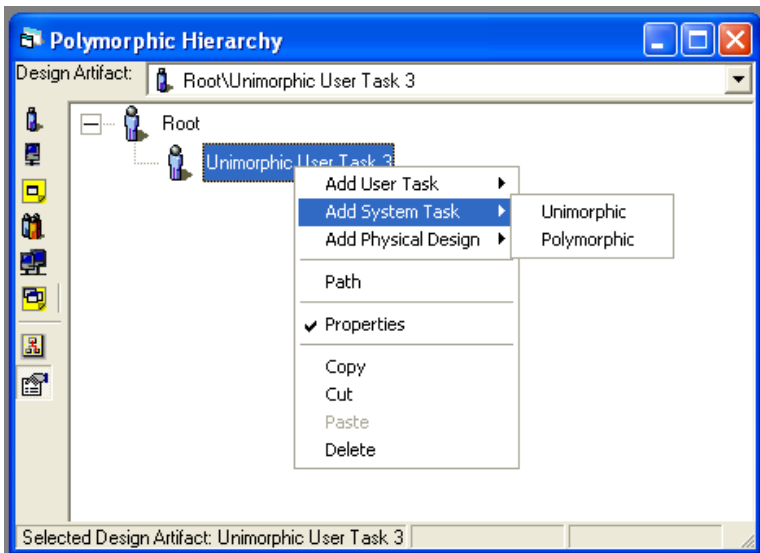 Polymorphic Hierarchy
Design Artifact:
Root\Unimorphic User Task 3
Root
Unimorphic User Task 3
Add User Task
Add System Task
Unimorphic
Add Physical Design
Polymorphic
Path
Properties
Copy
Cut
Paste
Delete
Selected Design Artifact: Unimorphic User Task 3